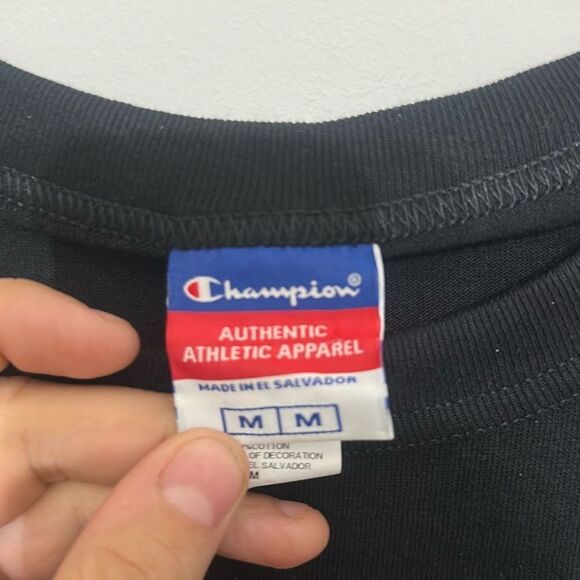 Champion®
AUTHENTIC
ATHLETIC APPAREL
MADE IN EL SALVADOR
M M
COTTON
OF DECORATION
EL SALVADOR
M